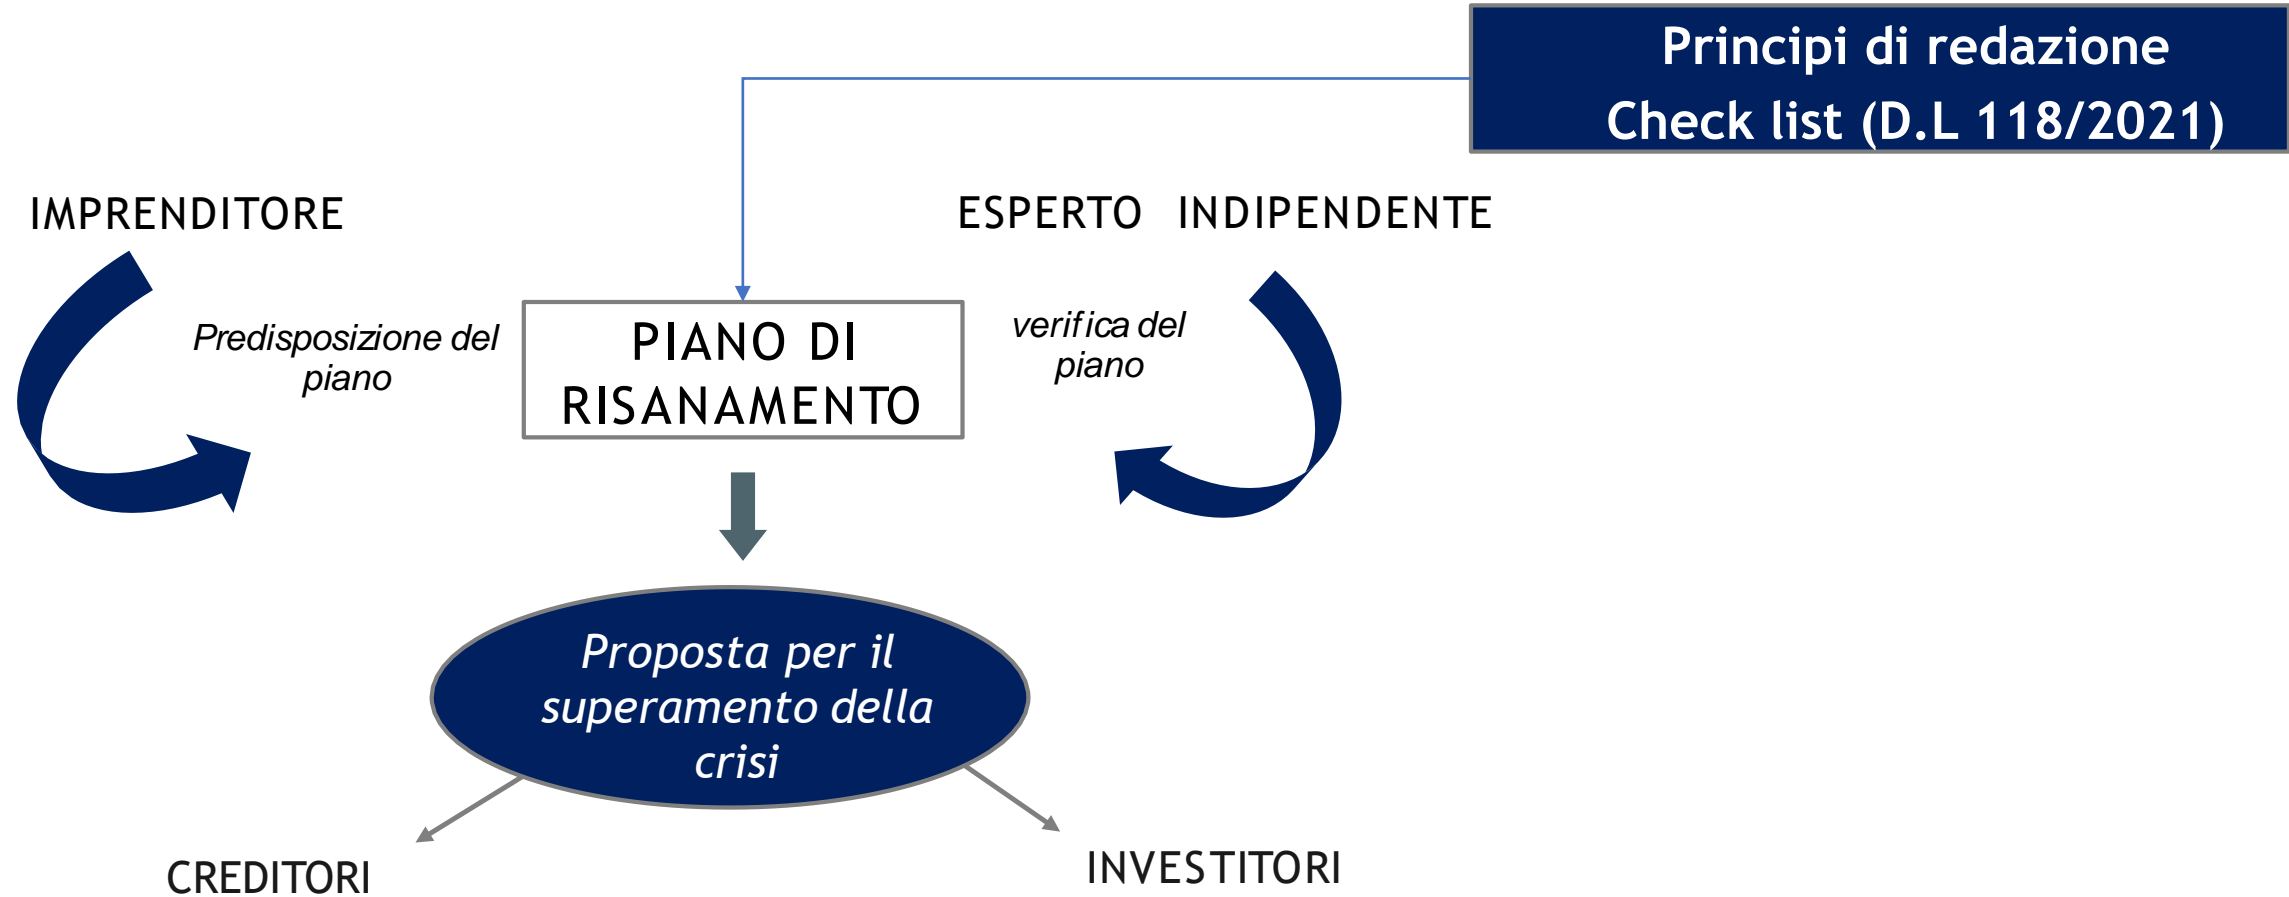 Principi di redazione
Check list (D.L 118/2021)
IMPRENDITORE
ESPERTO INDIPENDENTE
Predisposizione del
piano
PIANO DI
RISANAMENTO
verifica del
piano
Proposta per il
superamento della
crisi
CREDITORI
INVESTITORI